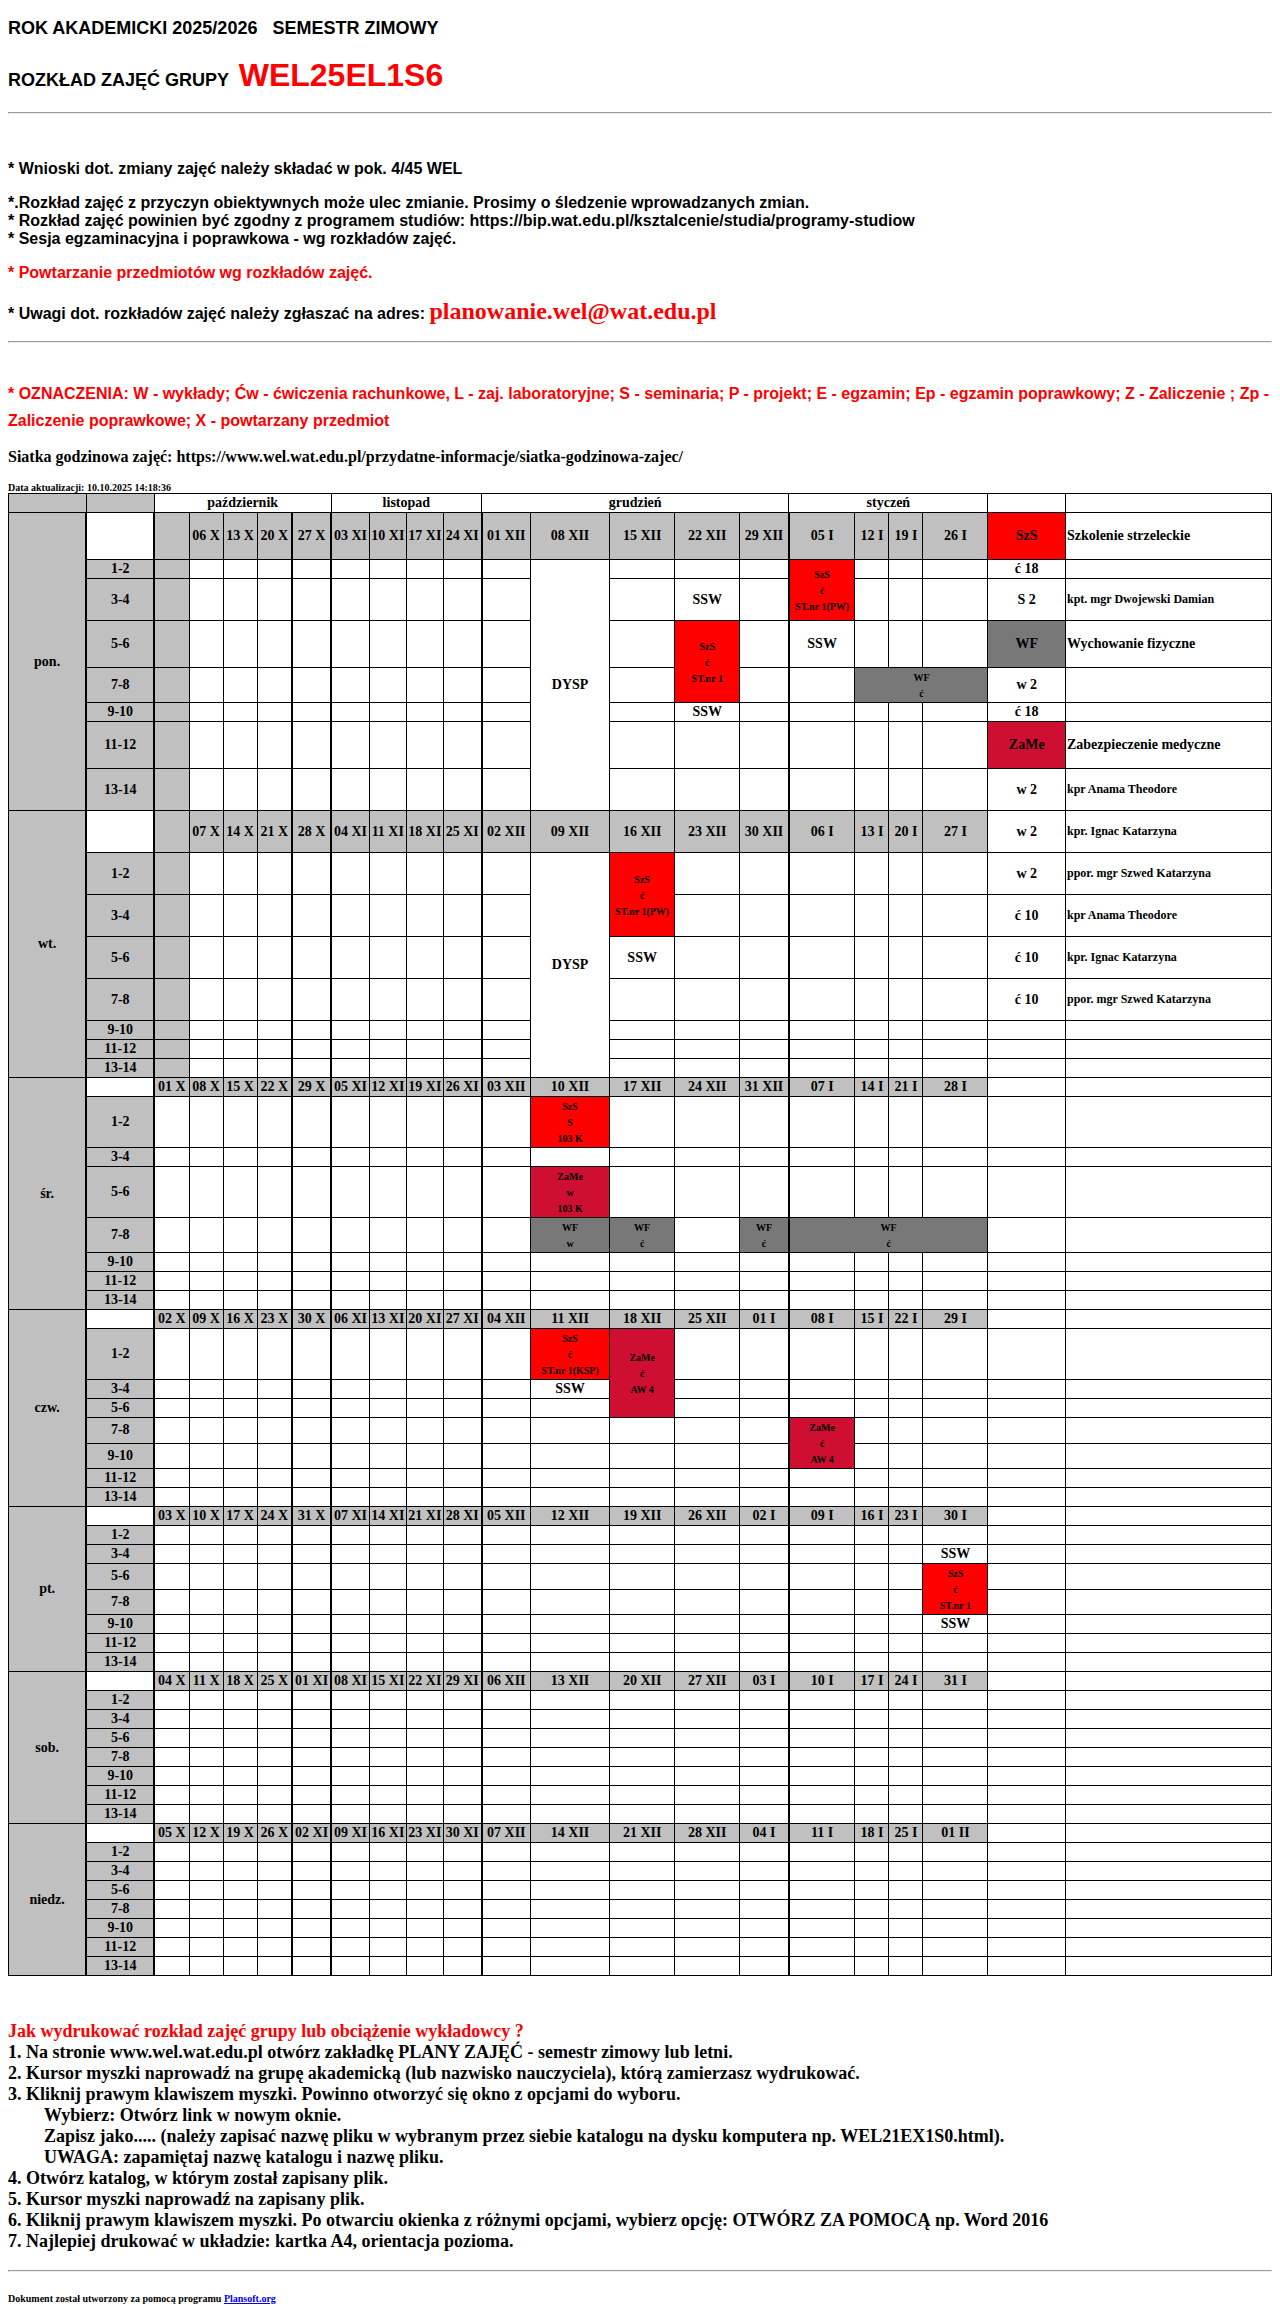 ROK AKADEMICKI 2025/2026 SEMESTR ZIMOWY
ROZKŁAD ZAJĘĆ GRUPY WEL25EL1S6
* Wnioski dot. zmiany zajęć należy składać w pok. 4/45 WEL
*.Rozkład zajęć z przyczyn obiektywnych może ulec zmianie. Prosimy o śledzenie wprowadzanych zmian.
* Rozkład zajęć powinien być zgodny z programem studiów: https://bip.wat.edu.pl/ksztalcenie/studia/programy-studiow
* Sesja egzaminacyjna i poprawkowa - wg rozkładów zajęć.
* Powtarzanie przedmiotów wg rozkładów zajęć.
* Uwagi dot. rozkładów zajęć należy zgłaszać na adres: planowanie.wel@wat.edu.pl
* OZNACZENIA: W - wykłady; Ćw - ćwiczenia rachunkowe, L - zaj. laboratoryjne; S - seminaria; P - projekt; E - egzamin; Ep - egzamin poprawkowy; Z - Zaliczenie ; Zp -
Zaliczenie poprawkowe; X - powtarzany przedmiot
Siatka godzinowa zajęć: https://www.wel.wat.edu.pl/przydatne-informacje/siatka-godzinowa-zajec/
Data aktualizacji: 10.10.2025 14:18:36
październik listopad grudzień styczeń
pon. 06 X 13 X 20 X 27 X 03 XI 10 XI 17 XI 24 XI 01 XII 08 XII 15 XII 22 XII 29 XII 05 I 12 I 19 I 26 I SzS Szkolenie strzeleckie
1-2 DYSP SzS ć ST.nr 1(PW) ć 18
3-4 SSW S 2 kpt. mgr Dwojewski Damian
5-6 SzS ć ST.nr 1 SSW WF Wychowanie fizyczne
7-8 WF ć w 2
9-10 SSW ć 18
11-12 ZaMe Zabezpieczenie medyczne
13-14 w 2 kpr Anama Theodore
wt. 07 X 14 X 21 X 28 X 04 XI 11 XI 18 XI 25 XI 02 XII 09 XII 16 XII 23 XII 30 XII 06 I 13 I 20 I 27 I w 2 kpr. Ignac Katarzyna
1-2 DYSP SzS ć ST.nr 1(PW) w 2 ppor. mgr Szwed Katarzyna
3-4 ć 10 kpr Anama Theodore
5-6 SSW ć 10 kpr. Ignac Katarzyna
7-8 ć 10 ppor. mgr Szwed Katarzyna
9-10
11-12
13-14
śr. 01 X 08 X 15 X 22 X 29 X 05 XI 12 XI 19 XI 26 XI 03 XII 10 XII 17 XII 24 XII 31 XII 07 I 14 I 21 I 28 I
1-2 SzS S 103 K
3-4
5-6 ZaMe w 103 K
7-8 WF w WF ć WF ć WF ć
9-10
11-12
13-14
czw. 02 X 09 X 16 X 23 X 30 X 06 XI 13 XI 20 XI 27 XI 04 XII 11 XII 18 XII 25 XII 01 I 08 I 15 I 22 I 29 I
1-2 SzS ć ST.nr 1(KSP) ZaMe ć AW 4
3-4 SSW
5-6
7-8 ZaMe ć AW 4
9-10
11-12
13-14
pt. 03 X 10 X 17 X 24 X 31 X 07 XI 14 XI 21 XI 28 XI 05 XII 12 XII 19 XII 26 XII 02 I 09 I 16 I 23 I 30 I
1-2
3-4 SSW
5-6 SzS ć ST.nr 1
7-8
9-10 SSW
11-12
13-14
sob. 04 X 11 X 18 X 25 X 01 XI 08 XI 15 XI 22 XI 29 XI 06 XII 13 XII 20 XII 27 XII 03 I 10 I 17 I 24 I 31 I
1-2
3-4
5-6
7-8
9-10
11-12
13-14
niedz. 05 X 12 X 19 X 26 X 02 XI 09 XI 16 XI 23 XI 30 XI 07 XII 14 XII 21 XII 28 XII 04 I 11 I 18 I 25 I 01 II
1-2
3-4
5-6
7-8
9-10
11-12
13-14
Jak wydrukować rozkład zajęć grupy lub obciążenie wykładowcy ?
1. Na stronie www.wel.wat.edu.pl otwórz zakładkę PLANY ZAJĘĆ - semestr zimowy lub letni.
2. Kursor myszki naprowadź na grupę akademicką (lub nazwisko nauczyciela), którą zamierzasz wydrukować.
3. Kliknij prawym klawiszem myszki. Powinno otworzyć się okno z opcjami do wyboru.
Wybierz: Otwórz link w nowym oknie.
Zapisz jako..... (należy zapisać nazwę pliku w wybranym przez siebie katalogu na dysku komputera np. WEL21EX1S0.html).
UWAGA: zapamiętaj nazwę katalogu i nazwę pliku.
4. Otwórz katalog, w którym został zapisany plik.
5. Kursor myszki naprowadź na zapisany plik.
6. Kliknij prawym klawiszem myszki. Po otwarciu okienka z różnymi opcjami, wybierz opcję: OTWÓRZ ZA POMOCĄ np. Word 2016
7. Najlepiej drukować w układzie: kartka A4, orientacja pozioma.
Dokument został utworzony za pomocą programu Plansoft.org